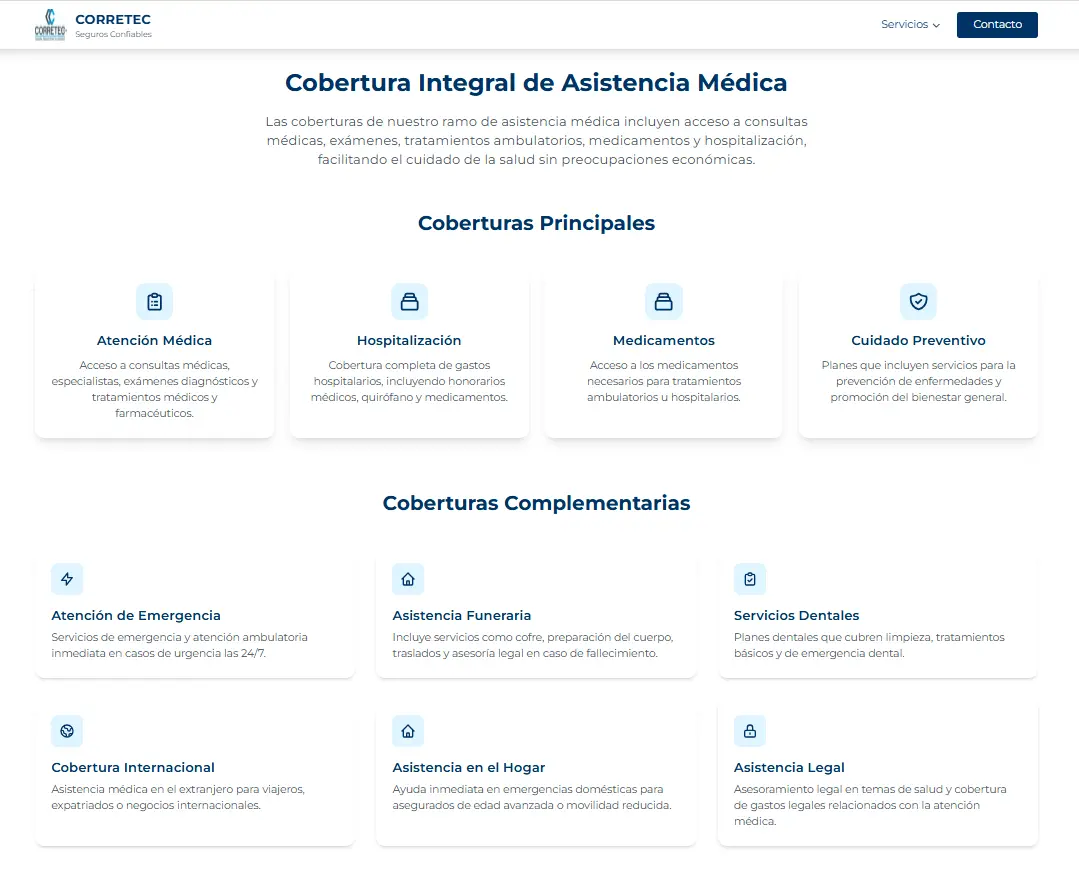 CORRETEC
CORRETEC
Seguros Confiables
Servicios
Contacto
Cobertura Integral de Asistencia Médica
Las coberturas de nuestro ramo de asistencia médica incluyen acceso a consultas
médicas, exámenes, tratamientos ambulatorios, medicamentos y hospitalización,
facilitando el cuidado de la salud sin preocupaciones económicas.
Coberturas Principales
Atención Médica
Acceso a consultas médicas,
especialistas, exámenes diagnósticos y
tratamientos médicos y
farmacéuticos.
Hospitalización
Cobertura completa de gastos
hospitalarios, incluyendo honorarios
médicos, quirófano y medicamentos.
Medicamentos
Acceso a los medicamentos
necesarios para tratamientos
ambulatorios u hospitalarios.
Cuidado Preventivo
Planes que incluyen servicios para la
prevención de enfermedades y
promoción del bienestar general.
Coberturas Complementarias
Atención de Emergencia
Servicios de emergencia y atención ambulatoria
inmediata en casos de urgencia las 24/7.
Asistencia Funeraria
Incluye servicios como cofre, preparación del cuerpo,
traslados y asesoría legal en caso de fallecimiento.
Servicios Dentales
Planes dentales que cubren limpieza, tratamientos
básicos y de emergencia dental.
Cobertura Internacional
Asistencia médica en el extranjero para viajeros,
expatriados o negocios internacionales.
Asistencia en el Hogar
Ayuda inmediata en emergencias domésticas para
asegurados de edad avanzada o movilidad reducida.
Asistencia Legal
Asesoramiento legal en temas de salud y cobertura
de gastos legales relacionados con la atención
médica.